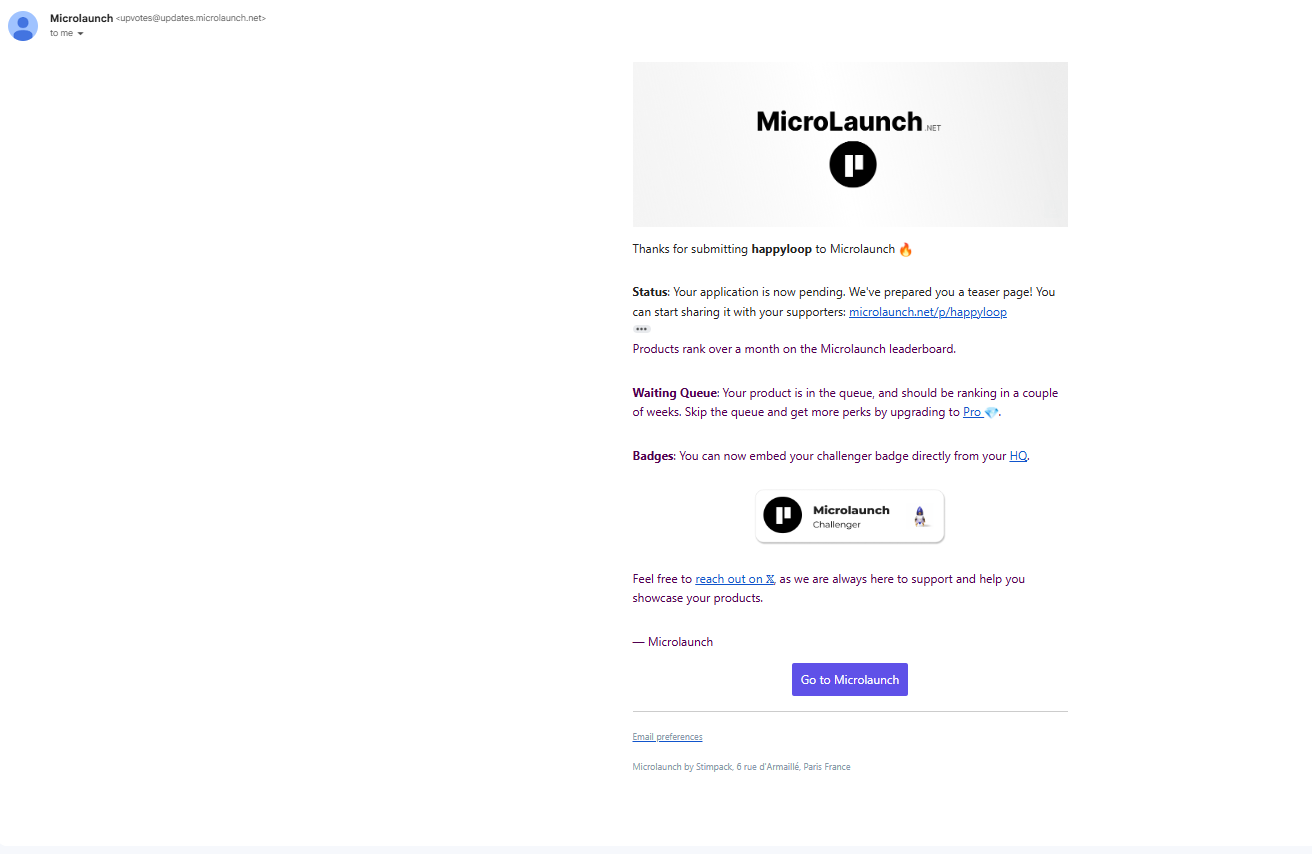 Microlaunch <upvotes@updates.microlaunch.net>
to me
MicroLaunch .NET
Thanks for submitting happyloop to Microlaunch 🔥
Status: Your application is now pending. We've prepared you a teaser page! You
can start sharing it with your supporters: microlaunch.net/p/happyloop
•••
Products rank over a month on the Microlaunch leaderboard.
Waiting Queue: Your product is in the queue, and should be ranking in a couple
of weeks. Skip the queue and get more perks by upgrading to Pro 💎.
Badges: You can now embed your challenger badge directly from your HQ.
Microlaunch
Challenger
Feel free to reach out on 𝕏, as we are always here to support and help you
showcase your products.
— Microlaunch
Go to Microlaunch
Email preferences
Microlaunch by Stimpack, 6 rue d'Armaillé, Paris France